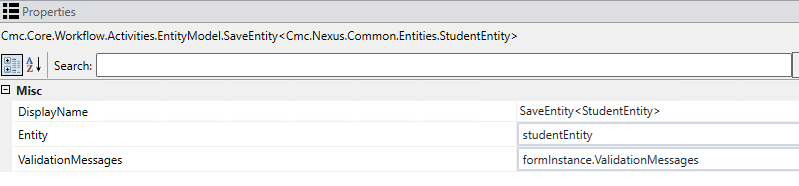 Properties
Cmc.Core.Workflow.Activities.EntityModel.SaveEntity<Cmc.Nexus.Common.Entities.StudentEntity>
Search:
Misc
DisplayName SaveEntity<StudentEntity>
Entity studentEntity
ValidationMessages formInstance.ValidationMessages